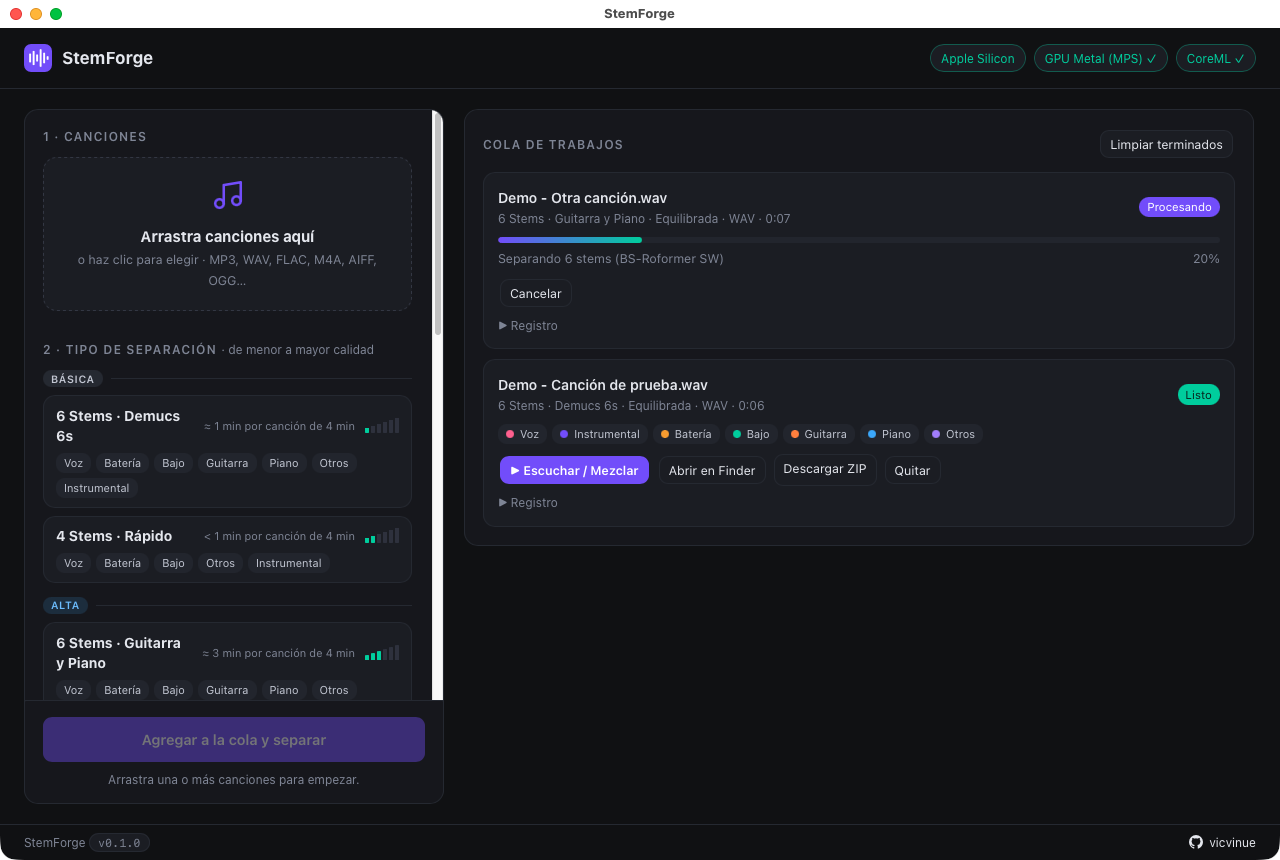 StemForge
StemForge
Apple Silicon
GPU Metal (MPS) ✓
CoreML ✓
1 · CANCIONES
Arrastra canciones aquí
o haz clic para elegir · MP3, WAV, FLAC, M4A, AIFF,
OGG...
2 · TIPO DE SEPARACIÓN · de menor a mayor calidad
BÁSICA
6 Stems · Demucs
6s
≈ 1 min por canción de 4 min
Voz Batería Bajo Guitarra Piano Otros
Instrumental
4 Stems · Rápido
< 1 min por canción de 4 min
Voz Batería Bajo Otros Instrumental
ALTA
6 Stems · Guitarra
y Piano
≈ 3 min por canción de 4 min
Voz Batería Bajo Guitarra Piano Otros
Agregar a la cola y separar
Arrastra una o más canciones para empezar.
COLA DE TRABAJOS
Limpiar terminados
Demo - Otra canción.wav
6 Stems · Guitarra y Piano · Equilibrada · WAV · 0:07
Procesando
Separando 6 stems (BS-Roformer SW)
20%
Cancelar
▶ Registro
Demo - Canción de prueba.wav
6 Stems · Demucs 6s · Equilibrada · WAV · 0:06
Listo
Voz Instrumental Batería Bajo Guitarra Piano Otros
▶ Escuchar / Mezclar
Abrir en Finder
Descargar ZIP
Quitar
▶ Registro
StemForge v0.1.0
vicvinue